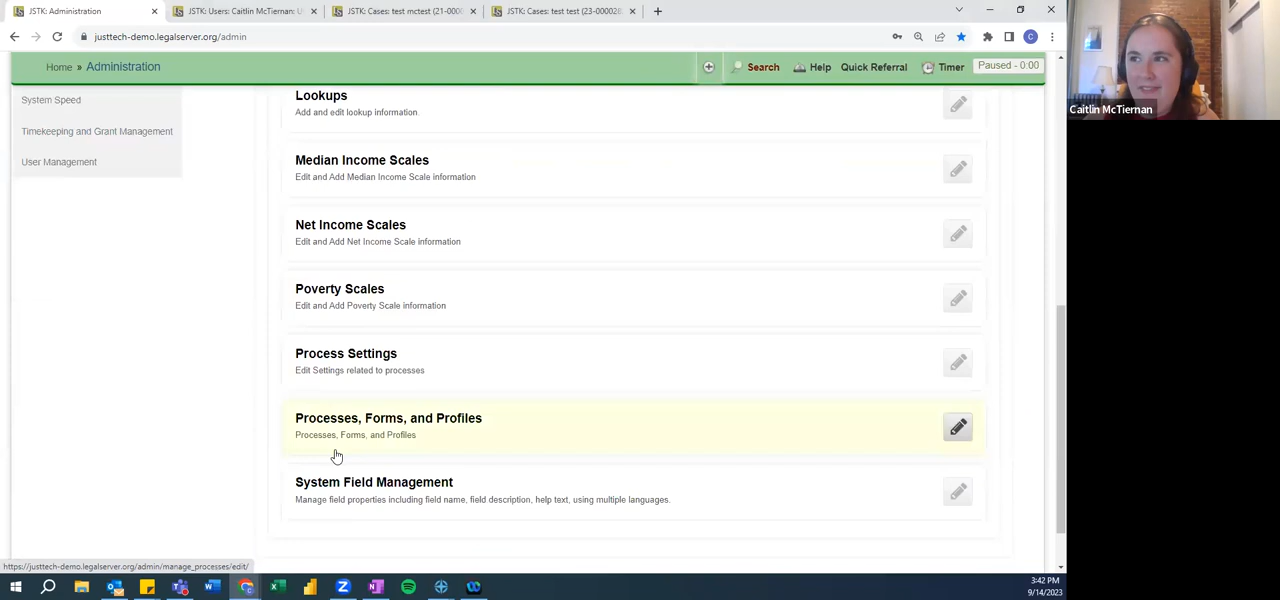 JSTK: Administration
JSTK: Users: Caitlin McTiernan: U
JSTK: Cases: test mctest (21-000
JSTK: Cases: test test (23-000028
justtech-demo.legalserver.org/admin
C
Home » Administration
Search
Help
Quick Referral
Timer
Paused - 0:00
Caitlin McTiernan
System Speed
Timekeeping and Grant Management
User Management
Lookups
Add and edit lookup information
Median Income Scales
Edit and Add Median Income Scale information
Net Income Scales
Edit and Add Net Income Scale information
Poverty Scales
Edit and Add Poverty Scale information
Process Settings
Edit Settings related to processes
Processes, Forms, and Profiles
Processes, Forms, and Profiles
System Field Management
Manage field properties including field name, field description, help text, using multiple languages.
https://justtech-demo.legalserver.org/admin/manage_processes/edit/
3:42 PM
9/14/2023